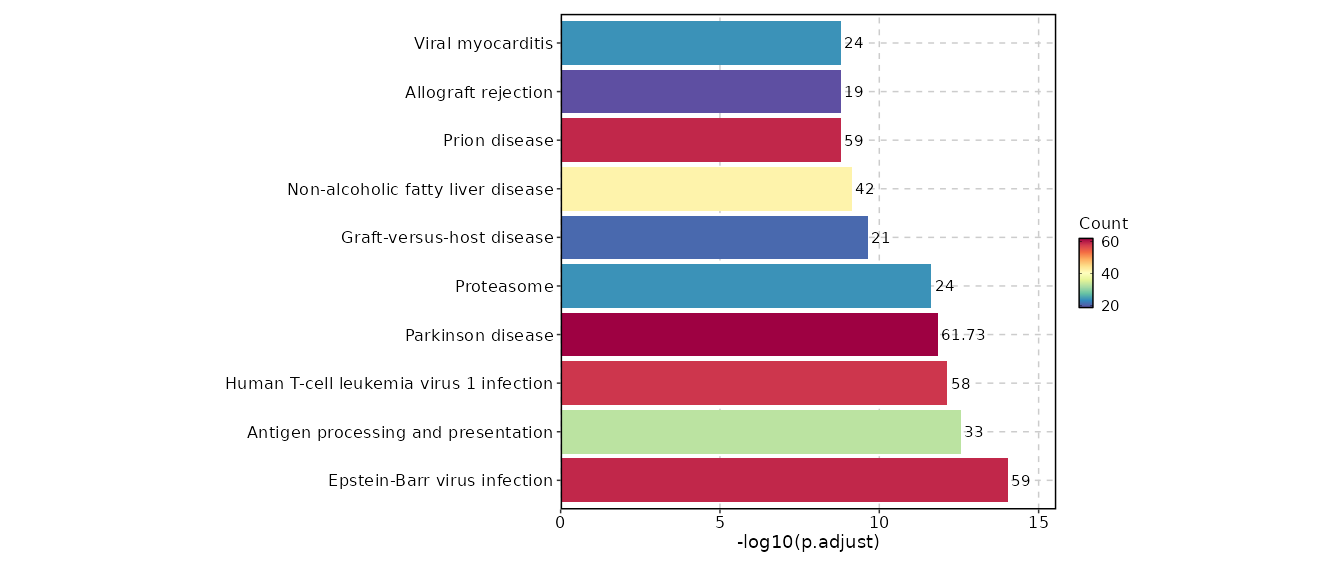 Viral myocarditis 24
Allograft rejection 19
Prion disease 59
Non-alcoholic fatty liver disease 42
Graft-versus-host disease 21
Proteasome 24
Parkinson disease 61.73
Human T-cell leukemia virus 1 infection 58
Antigen processing and presentation 33
Epstein-Barr virus infection 59
0 5 10 15
-log10(p.adjust)
Count
60
40
20